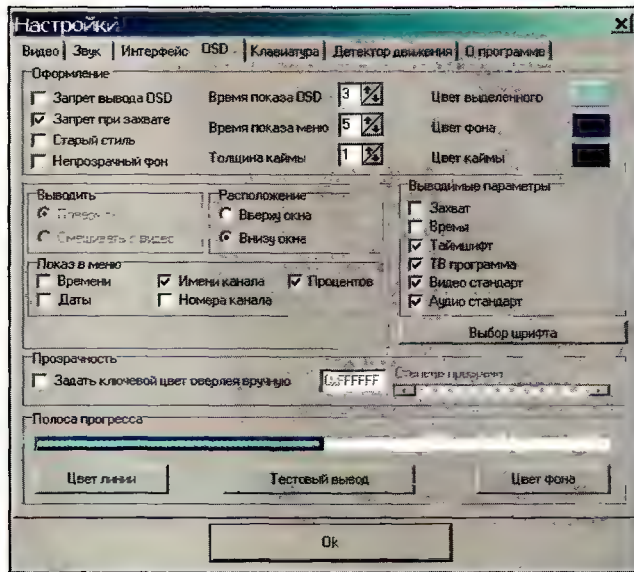 Настройки
Видео Звук Интерфейс OSD Клавиатура Детектор движения О программе
Оформление
Запрет вывода OSD
Запрет при захвате
Старый стиль
Непрозрачный фон
Время показа OSD 3
Время показа меню 5
Толщина каймы 1
Цвет выделенного
Цвет фона
Цвет каймы
Выводить
Смешивать с видео
Расположение
Вверху окна
Внизу окна
Выводимые параметры
Захват
Время
Таймшифт
ТВ программа
Видео стандарт
Аудио стандарт
Показ в меню
Времени
Даты
Имени канала
Номера канала
Процентов
Выбор шрифта
Прозрачность
Задать ключевой цвет оверлея вручную
Степень
Полоса прогресса
Цвет линии Тестовый вывод Цвет фона
Ok